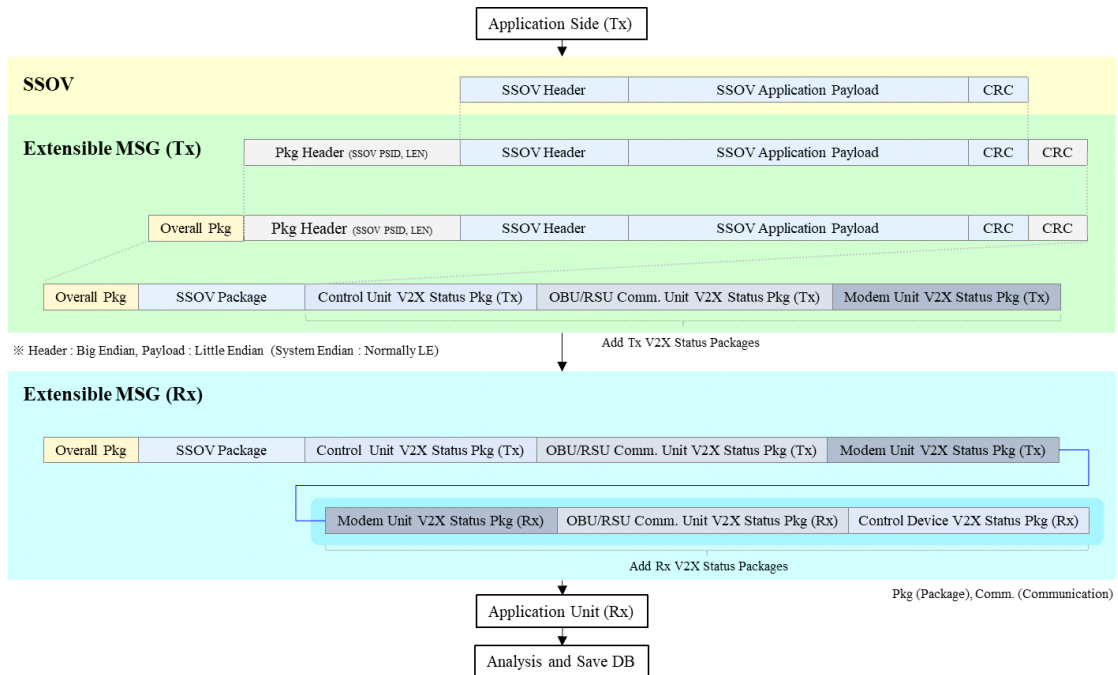 Application Side (Tx)
SSOV
SSOV Header SSOV Application Payload CRC
Extensible MSG (Tx)
Pkg Header (SSOV PSID, LEN) SSOV Header SSOV Application Payload CRC CRC
Overall Pkg Pkg Header (SSOV PSID, LEN) SSOV Header SSOV Application Payload CRC CRC
Overall Pkg SSOV Package Control Unit V2X Status Pkg (Tx) OBU/RSU Comm. Unit V2X Status Pkg (Tx) Modem Unit V2X Status Pkg (Tx)
Add Tx V2X Status Packages
※ Header : Big Endian, Payload : Little Endian (System Endian : Normally LE)
Extensible MSG (Rx)
Overall Pkg SSOV Package Control Unit V2X Status Pkg (Tx) OBU/RSU Comm. Unit V2X Status Pkg (Tx) Modem Unit V2X Status Pkg (Tx)
Modem Unit V2X Status Pkg (Rx) OBU/RSU Comm. Unit V2X Status Pkg (Rx) Control Device V2X Status Pkg (Rx)
Add Rx V2X Status Packages
Pkg (Package), Comm. (Communication)
Application Unit (Rx)
Analysis and Save DB